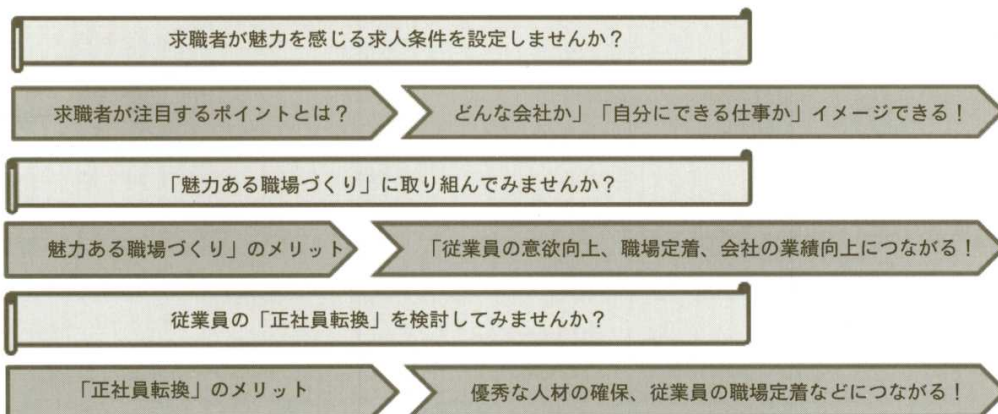 求職者が魅力を感じる求人条件を設定しませんか？
求職者が注目するポイントとは？
どんな会社か」「自分にできる仕事か」イメージできる！
「魅力ある職場づくり」に取り組んでみませんか？
魅力ある職場づくり」のメリット
「従業員の意欲向上、職場定着、会社の業績向上につながる！
従業員の「正社員転換」を検討してみませんか？
「正社員転換」のメリット
優秀な人材の確保、従業員の職場定着などにつながる！